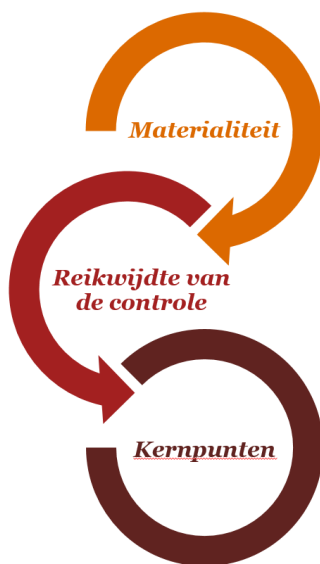 Materialiteit
Reikwijdte van
de controle
Kernpunten